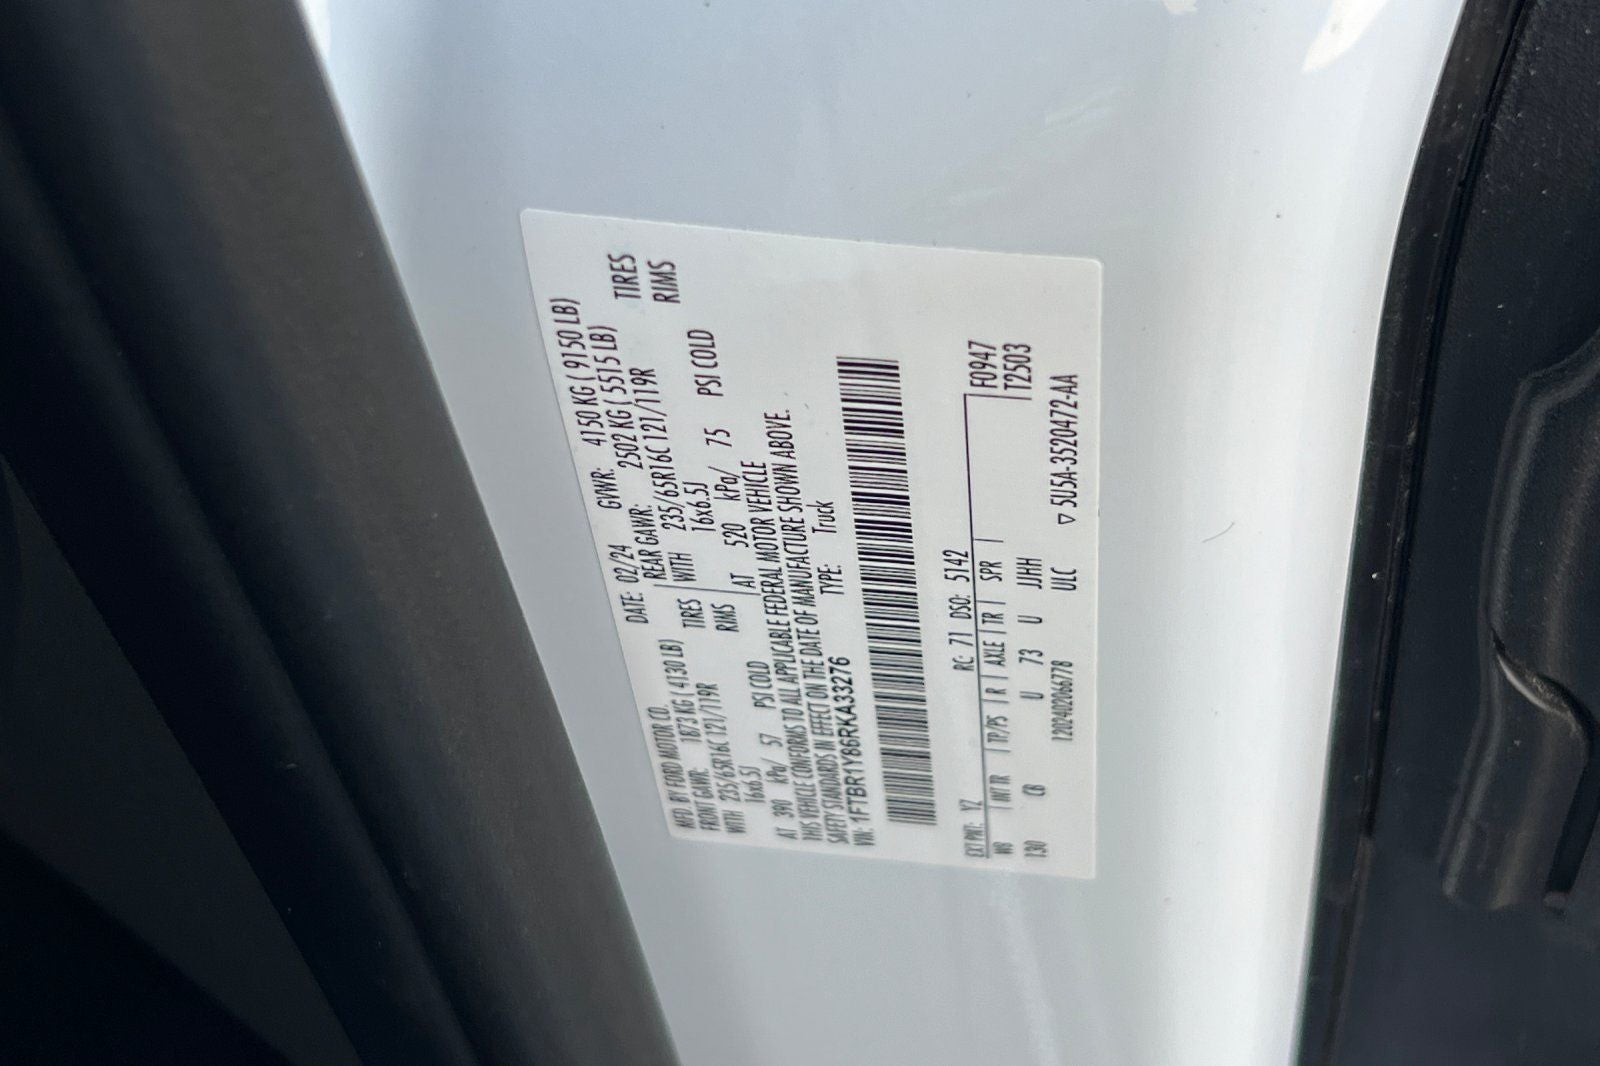 MFD. BY FORD MOTOR CO.
DATE: 02/24 GVWR: 4150 KG ( 9150 LB)
FRONT GAWR: 1873 KG ( 4130 LB) REAR GAWR: 2502 KG ( 5515 LB)
WITH 235/65R16C 121/119R TIRES WITH 235/65R16C 121/119R TIRES
16x6.5J RIMS 16x6.5J RIMS
AT 390 kPa/ 57 PSI COLD AT 520 kPa/ 75 PSI COLD
THIS VEHICLE CONFORMS TO ALL APPLICABLE FEDERAL MOTOR VEHICLE
SAFETY STANDARDS IN EFFECT ON THE DATE OF MANUFACTURE SHOWN ABOVE.
VIN: 1FTBR1Y86RKA33276 TYPE: Truck
EXT PNT: YZ RC: 71 DSO: 5142 F0947
WB INT TR TP/PS R AXLE TR SPR T2503
130 CB U 73 U JJHH
120240206677B ULC ▽ 5U5A-3520472-AA